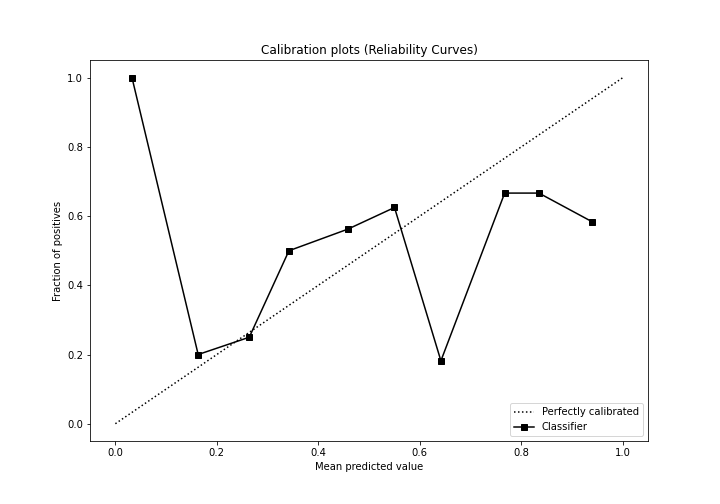 Calibration plots (Reliability Curves)
1.0
0.8
0.6
0.4
0.2
0.0
Fraction of positives
0.0 0.2 0.4 0.6 0.8 1.0
Mean predicted value
Perfectly calibrated
Classifier